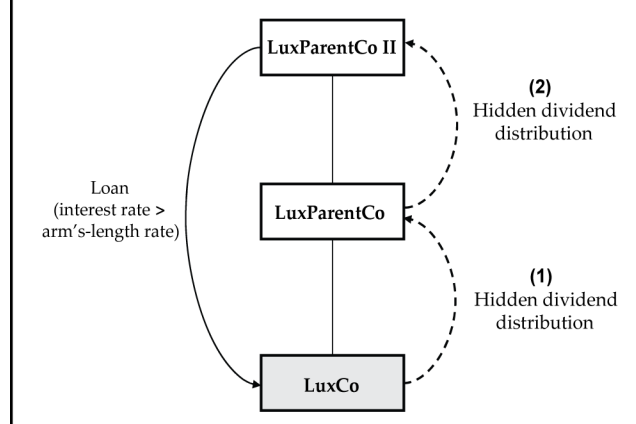 LuxParentCo II
(2)
Hidden dividend
distribution
Loan
(interest rate >
arm's-length rate)
LuxParentCo
(1)
Hidden dividend
distribution
LuxCo